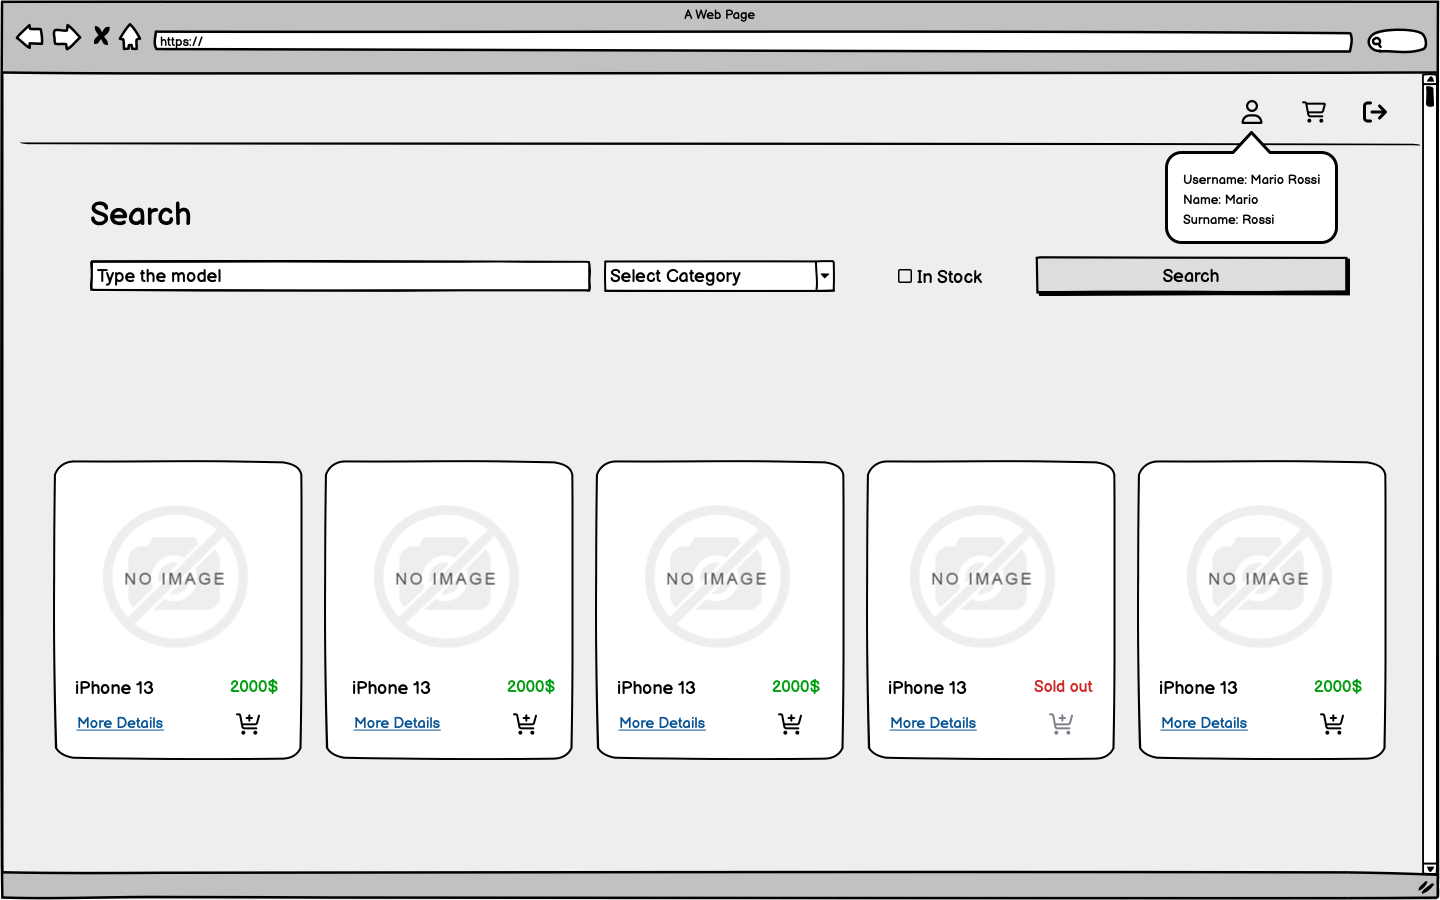 A Web Page
https://
Username: Mario Rossi
Name: Mario
Surname: Rossi
Search
Type the model
Select Category
In Stock
Search
NO IMAGE
iPhone 13
2000$
More Details
NO IMAGE
iPhone 13
2000$
More Details
NO IMAGE
iPhone 13
2000$
More Details
NO IMAGE
iPhone 13
Sold out
More Details
NO IMAGE
iPhone 13
2000$
More Details